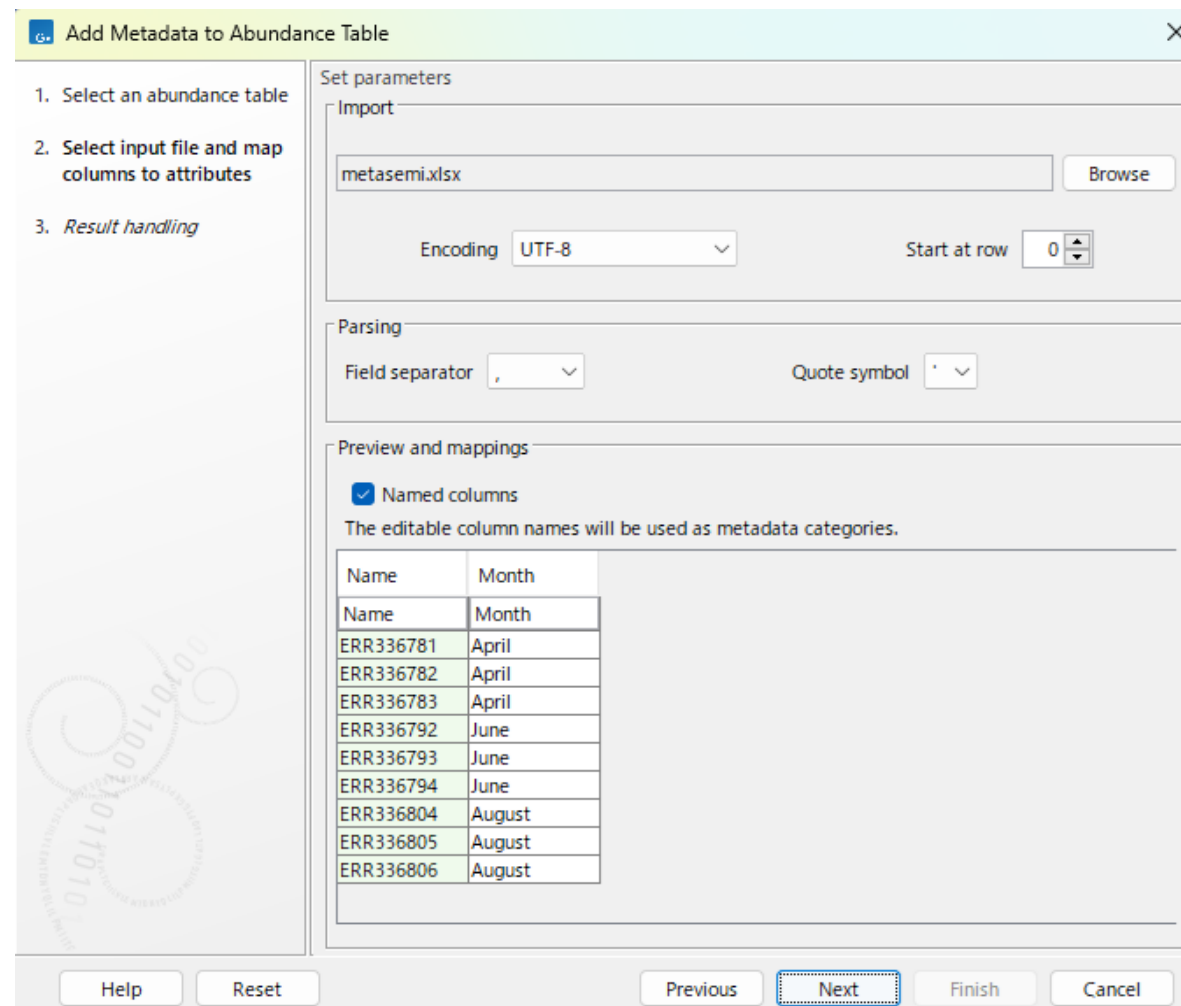 G.
Add Metadata to Abundance Table
1. Select an abundance table
2. Select input file and map
columns to attributes
3. Result handling
Set parameters
Import
metasemi.xlsx Browse
Encoding UTF-8 Start at row 0
Parsing
Field separator , Quote symbol '
Preview and mappings
Named columns
The editable column names will be used as metadata categories.
Name Month
Name Month
ERR336781 April
ERR336782 April
ERR336783 April
ERR336792 June
ERR336793 June
ERR336794 June
ERR336804 August
ERR336805 August
ERR336806 August
Help Reset Previous Next Finish Cancel